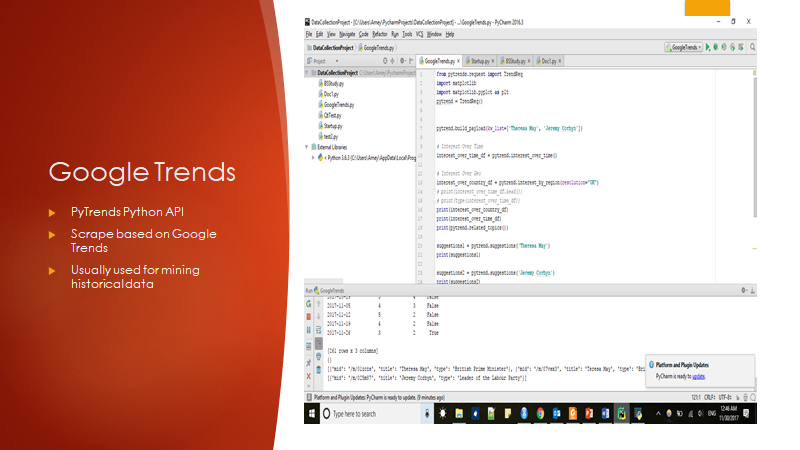 Google Trends
PyTrends Python API
Scrape based on Google
Trends
Usually used for mining
historical data
DataCollectionProject - [C:\Users\Amey\PycharmProjects\DataCollectionProject] - ...\GoogleTrends.py - PyCharm 2016.3
File Edit View Navigate Code Refactor Run Tools VCS Window Help
DataCollectionProject GoogleTrends.py
GoogleTrends
Project
GoogleTrends.py Startup.py BSStudy.py Doc1.py
DataCollectionProject C:\Users\Amey\PycharmProject
BSStudy.py
Doc1.py
GoogleTrends.py
QtTest.py
Startup.py
test2.py
External Libraries
< Python 3.6.3 (C:\Users\Amey\AppData\Local\Prog
from pytrends.request import TrendReq
import matplotlib
import matplotlib.pyplot as plt
pytrend = TrendReq()
pytrend.build_payload(kw_list=['Theresa May', 'Jeremy Corbyn'])
# Interest Over Time
interest_over_time_df = pytrend.interest_over_time()
# Interest Over Geo
interest_over_country_df = pytrend.interest_by_region(resolution="UK")
# print(interest_over_time_df.head())
# print(type(interest_over_time_df))
print(interest_over_country_df)
print(interest_over_time_df)
print(pytrend.related_topics())
suggestions1 = pytrend.suggestions('Theresa May')
print(suggestions1)
suggestions2 = pytrend.suggestions('Jeremy Corbyn')
print(suggestions2)
Run GoogleTrends
2017-11-05 4 3 False
2017-11-12 5 2 False
2017-11-19 4 2 False
2017-11-26 3 2 True
[261 rows x 3 columns]
{}
"title": "Theresa May", "type": "British Prime Minister"}, "title": "Teresa May", "type": "Bri
"title": "Jeremy Corbyn", "type": "Leader of the Labour Party"}]
Platform and Plugin Updates
PyCharm is ready to update.
Platform and Plugin Updates: PyCharm is ready to update. (9 minutes ago)
121:1 CRLF: UTF-8:
Type here to search
ENG
12:46 AM
11/30/2017